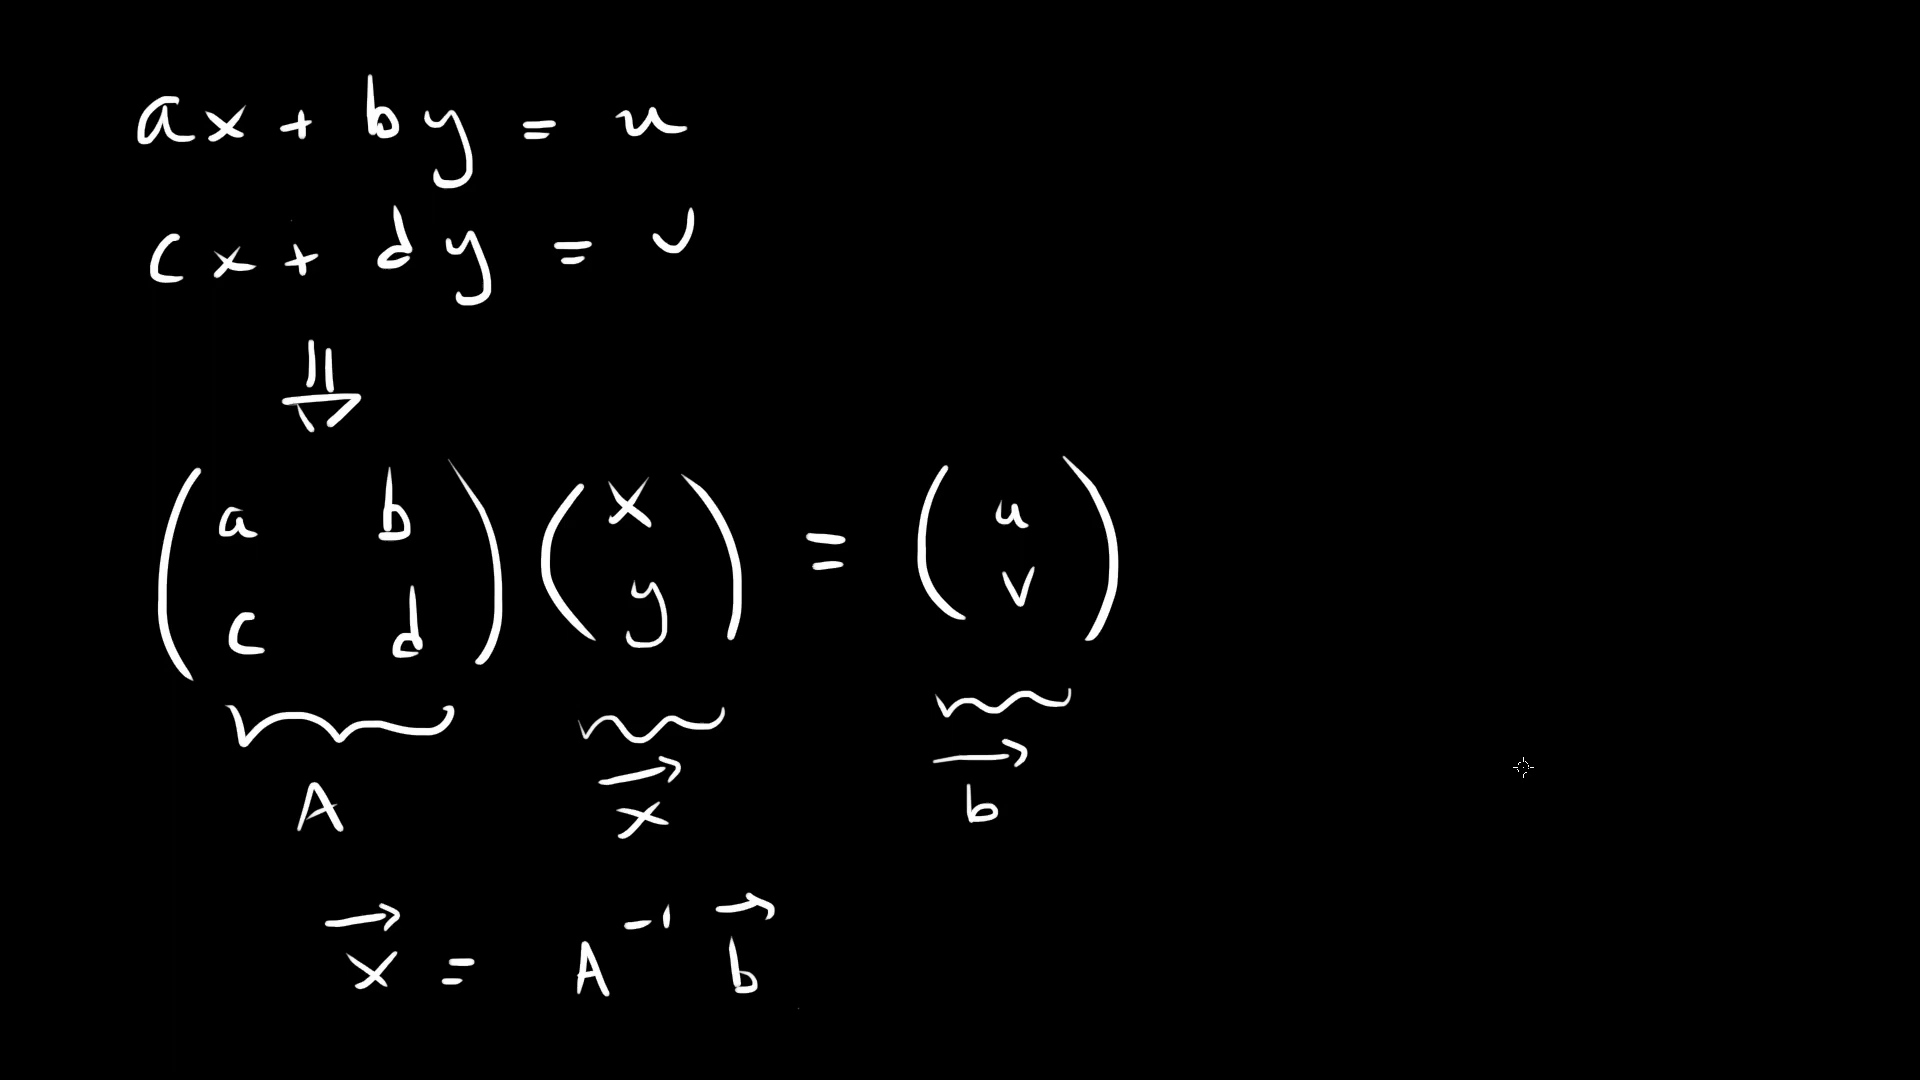 ax + by = u
cx + dy = v
⇓
( a b ) ( x ) = ( u )
( c d ) ( y ) ( v )
A x⃗ b⃗
x⃗ = A⁻¹ b⃗